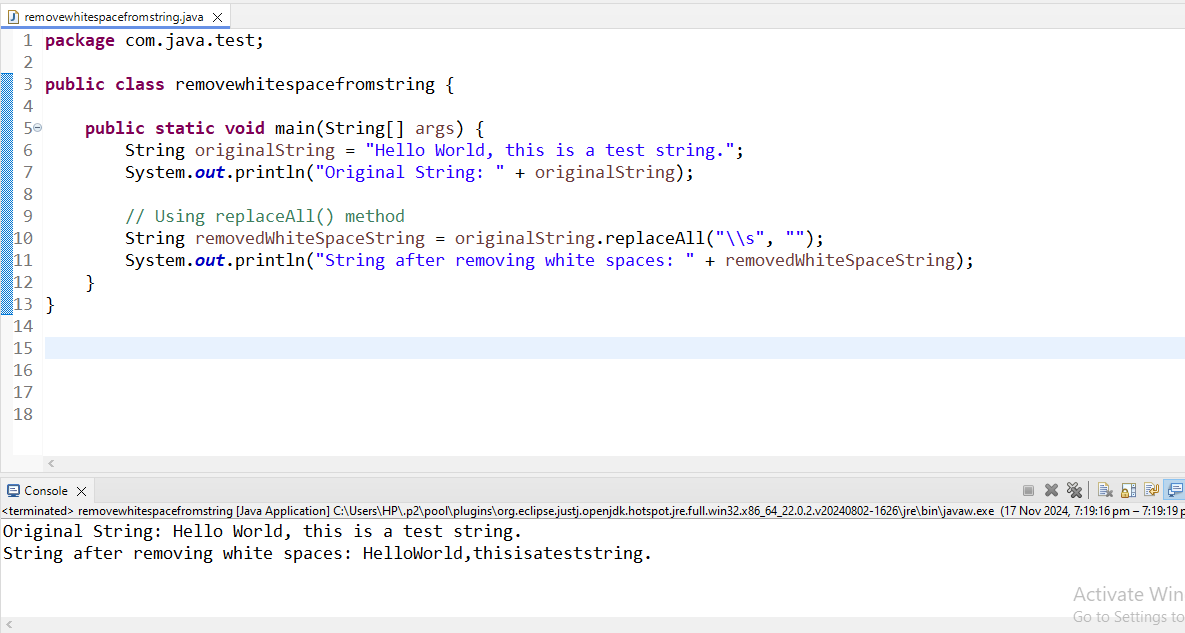 removewhitespacefromstring.java
1 package com.java.test;
2
3 public class removewhitespacefromstring {
4
5 public static void main(String[] args) {
6 String originalString = "Hello World, this is a test string.";
7 System.out.println("Original String: " + originalString);
8
9 // Using replaceAll() method
10 String removedWhiteSpaceString = originalString.replaceAll("\\s", "");
11 System.out.println("String after removing white spaces: " + removedWhiteSpaceString);
12 }
13 }
14
15
16
17
18
Console
<terminated> removewhitespacefromstring [Java Application] C:\Users\HP\.p2\pool\plugins\org.eclipse.justj.openjdk.hotspot.jre.full.win32.x86_64_22.0.2.v20240802-1626\jre\bin\javaw.exe (17 Nov 2024, 7:19:16 pm – 7:19:19 p
Original String: Hello World, this is a test string.
String after removing white spaces: HelloWorld,thisisateststring.
Activate Win
Go to Settings to